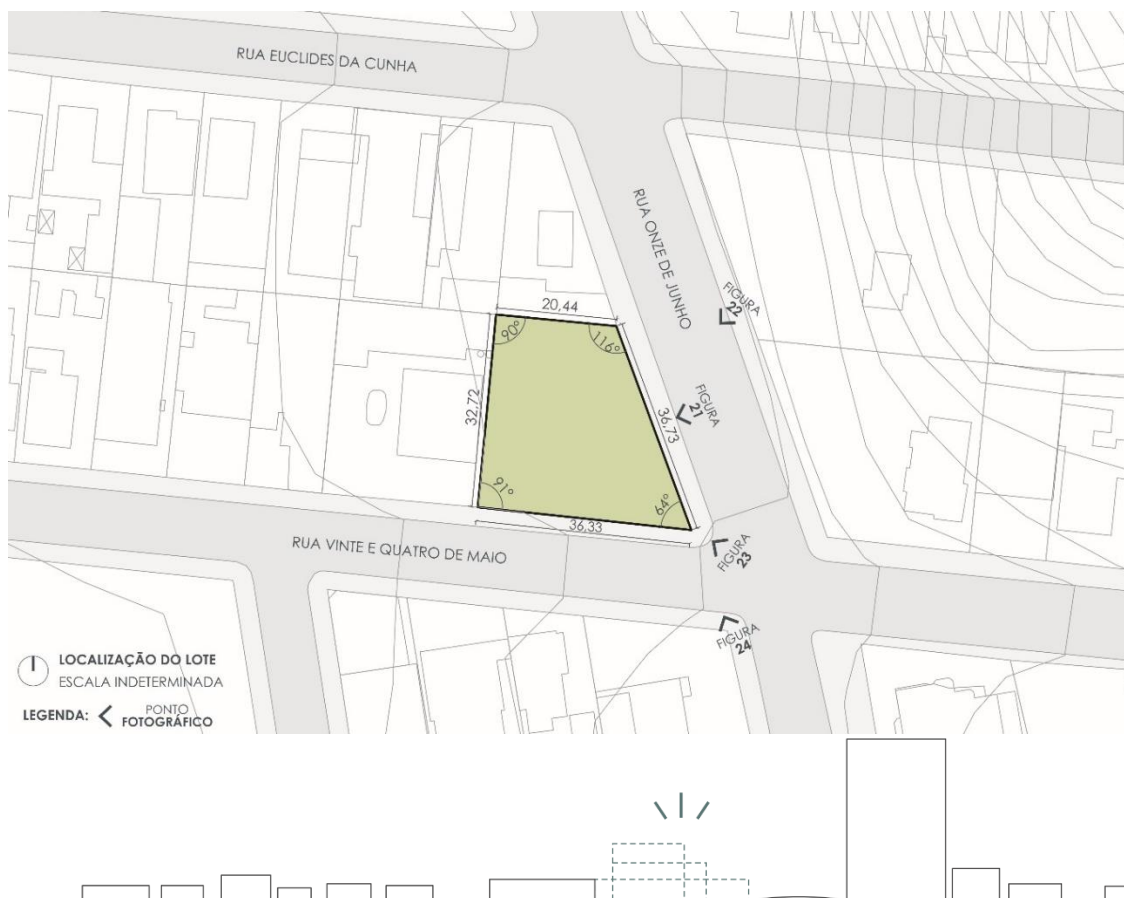 RUA EUCLIDES DA CUNHA
RUA ONZE DE JUNHO
FIGURA
22
20,44
90°
116°
FIGURA
21
32,72
36,73
91°
64°
36,33
RUA VINTE E QUATRO DE MAIO
FIGURA
23
FIGURA
24
LOCALIZAÇÃO DO LOTE
ESCALA INDETERMINADA
LEGENDA:
PONTO
FOTOGRÁFICO